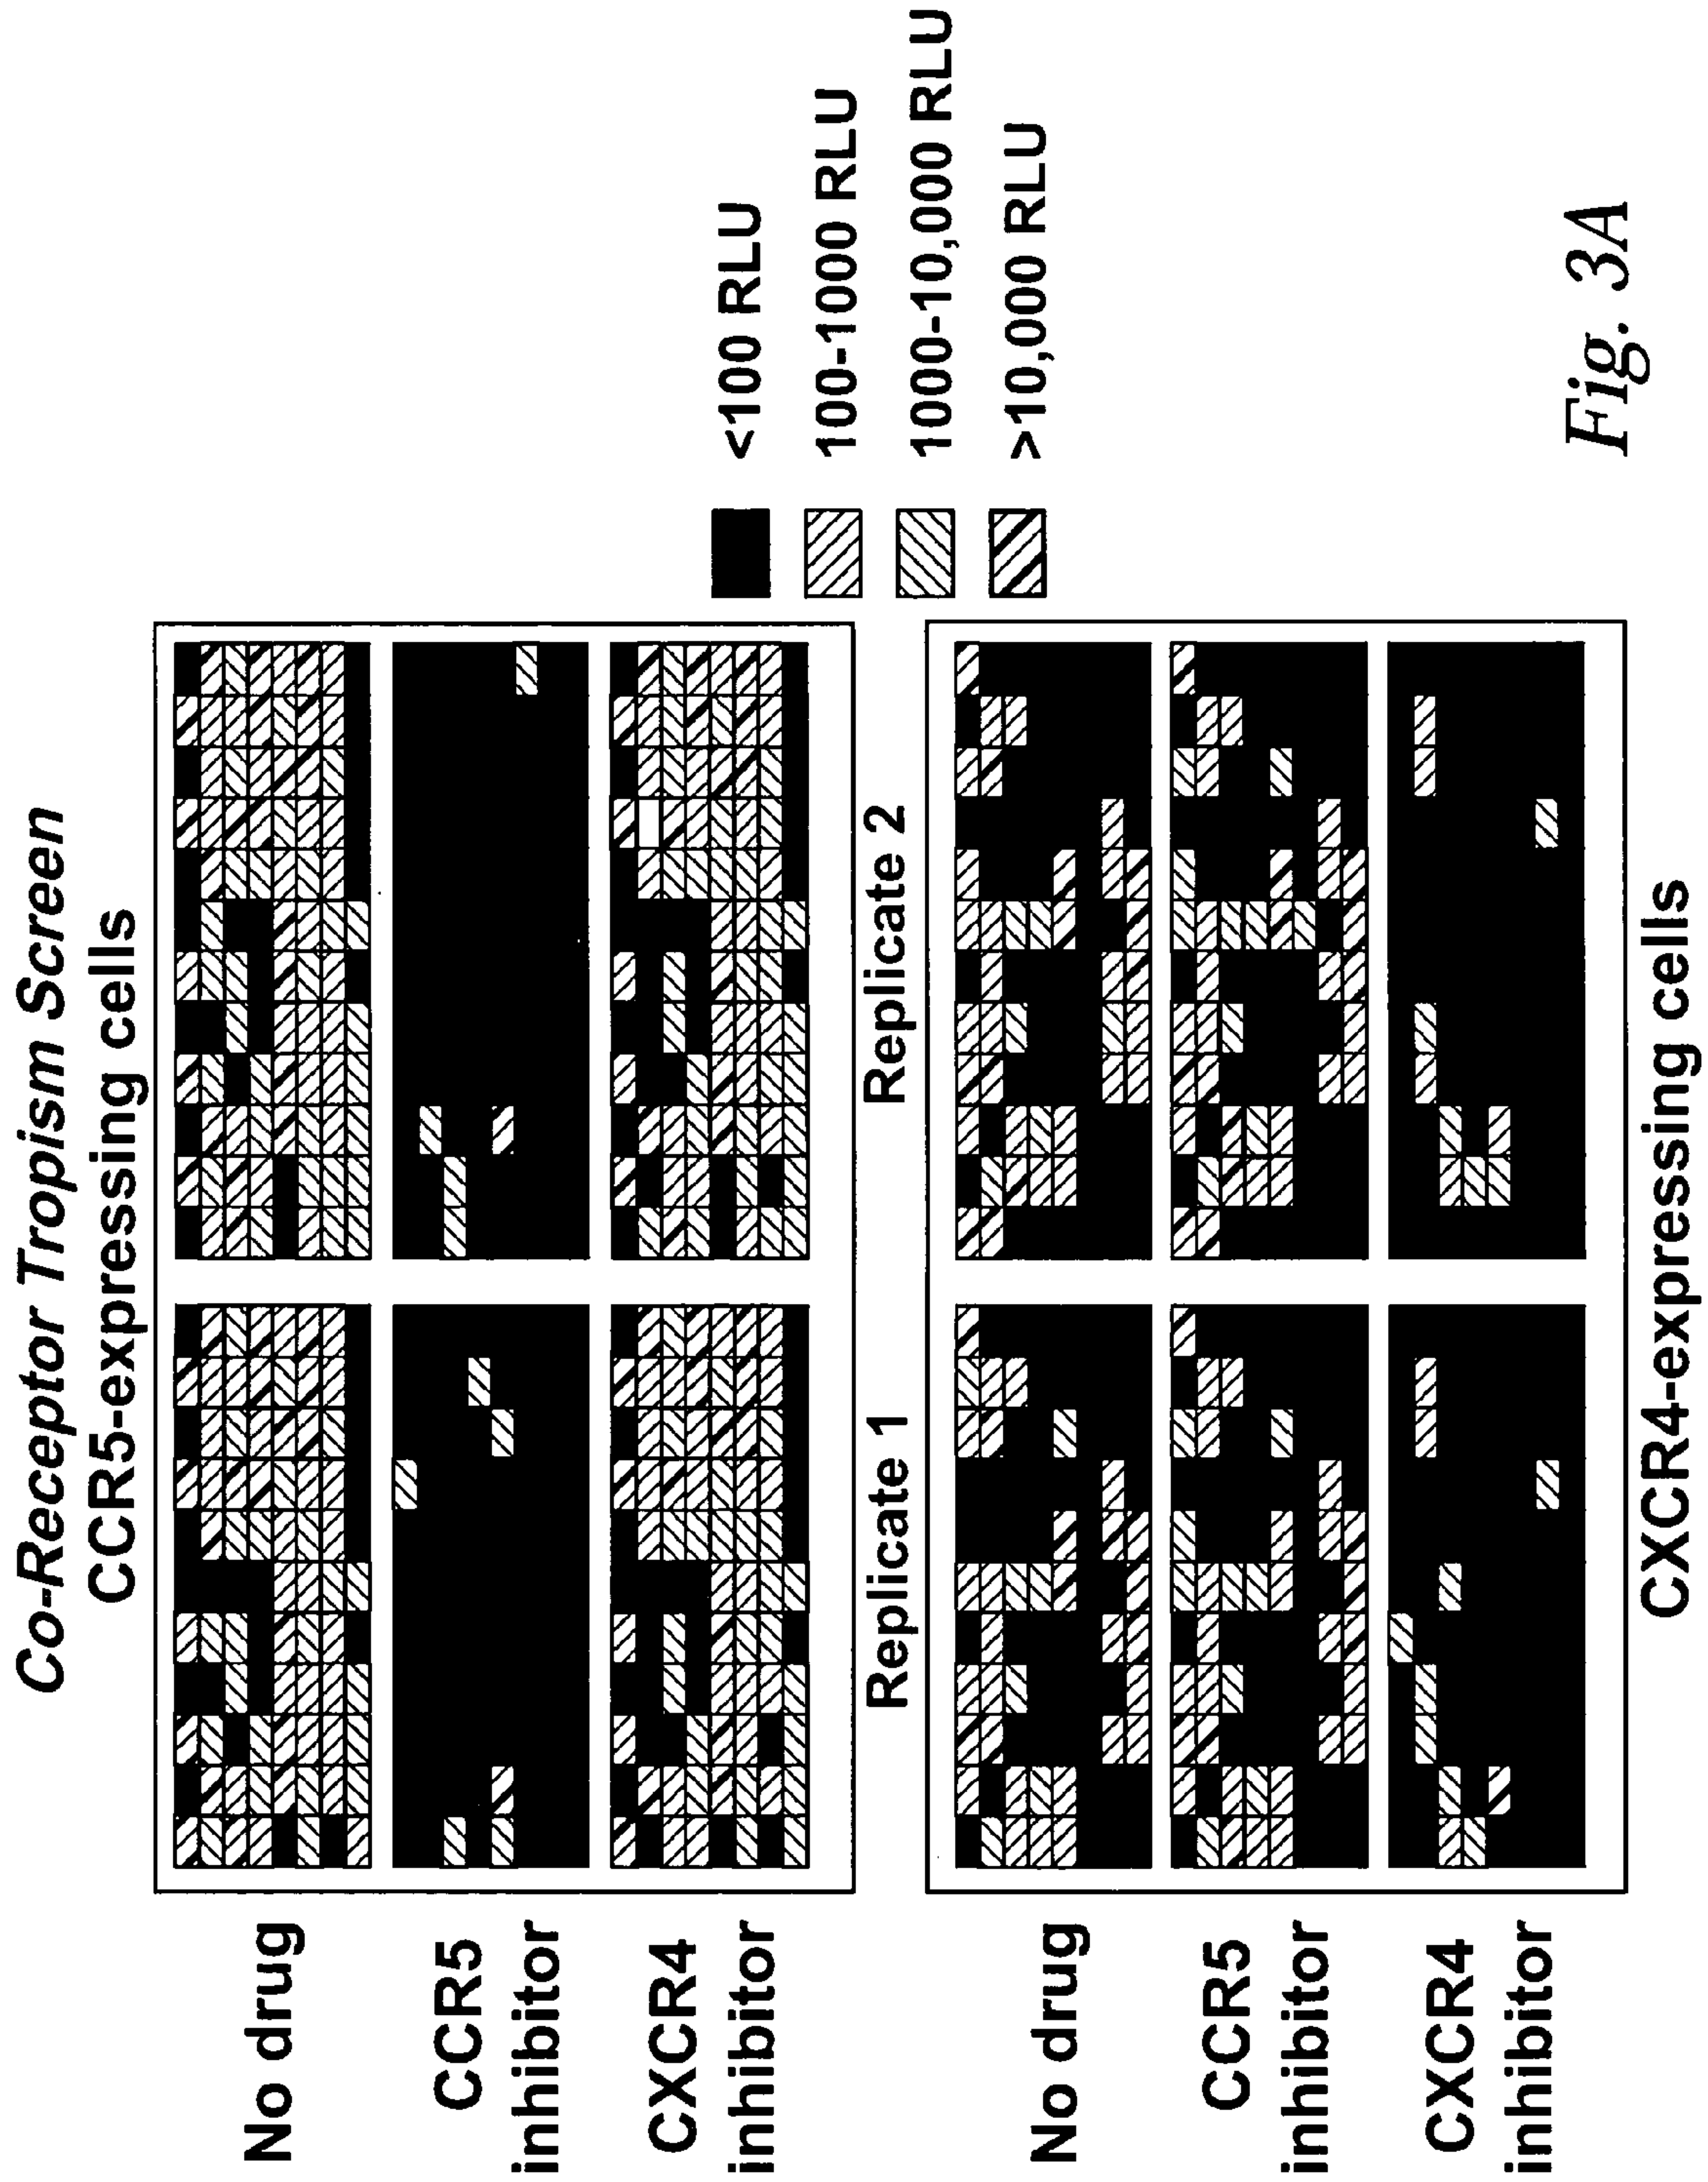 Co-Receptor Tropism Screen
CCR5-expressing cells
No drug
CCR5
inhibitor
CXCR4
inhibitor
Replicate 1
Replicate 2
No drug
CCR5
inhibitor
CXCR4
inhibitor
CXCR4-expressing cells
<100 RLU
100-1000 RLU
1000-10,000 RLU
>10,000 RLU
Fig. 3A